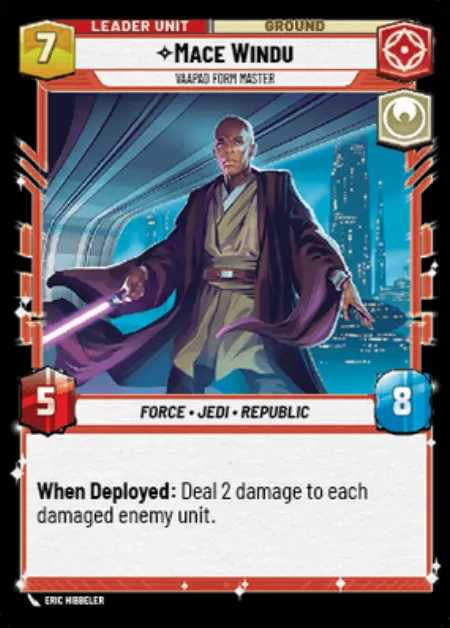 7
LEADER UNIT
GROUND
MACE WINDU
VAAPAD FORM MASTER
5
FORCE • JEDI • REPUBLIC
8
When Deployed: Deal 2 damage to each
damaged enemy unit.
ERIC HIBBELER